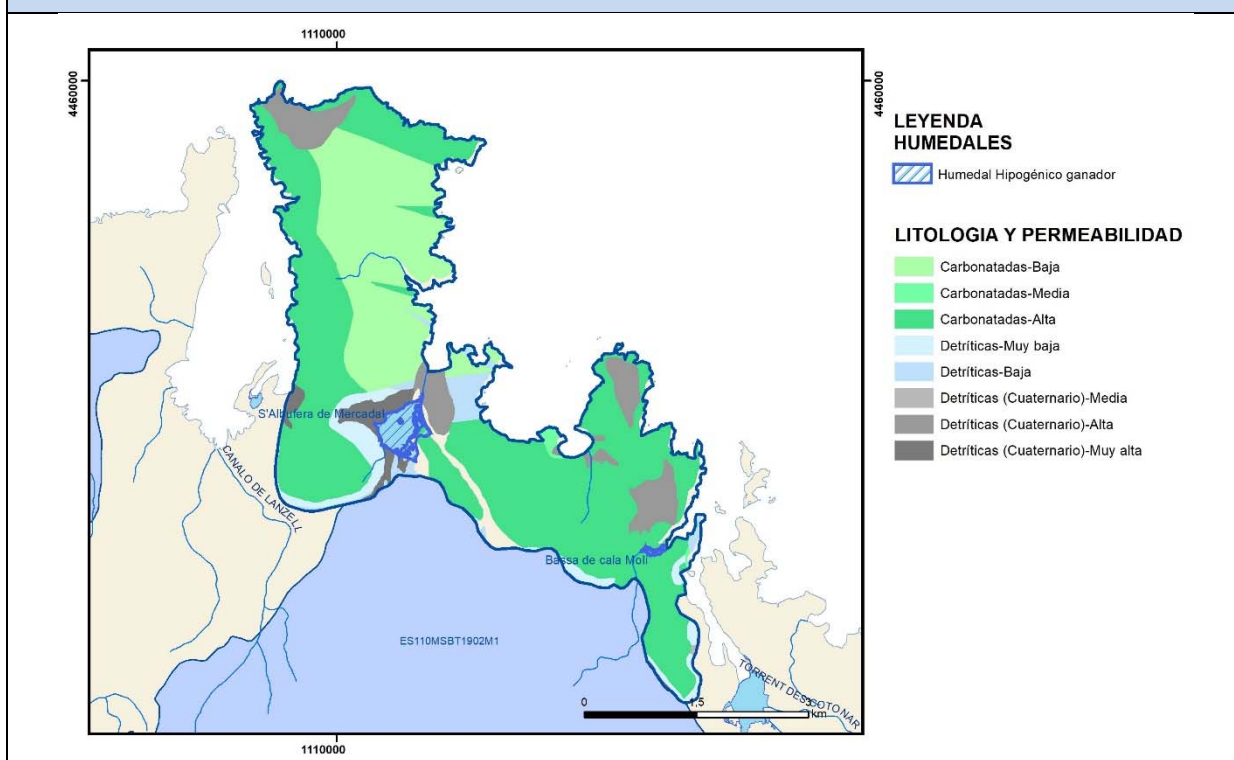 1110000
4460000
4460000
LEYENDA
HUMEDALES
Humedal Hipogénico ganador
LITOLOGIA Y PERMEABILIDAD
Carbonatadas-Baja
Carbonatadas-Media
Carbonatadas-Alta
Detríticas-Muy baja
Detríticas-Baja
Detríticas (Cuaternario)-Media
Detríticas (Cuaternario)-Alta
Detríticas (Cuaternario)-Muy alta
S'Albufera de Mercadal
CANALO DE LANZELL
Bassa de cala Moli
ES110MSBT1902M1
TORRENT DES COTO NAR
0 1,5 3
km
1110000